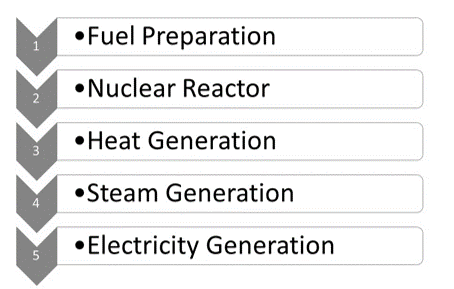 1 •Fuel Preparation
2 •Nuclear Reactor
3 •Heat Generation
4 •Steam Generation
5 •Electricity Generation